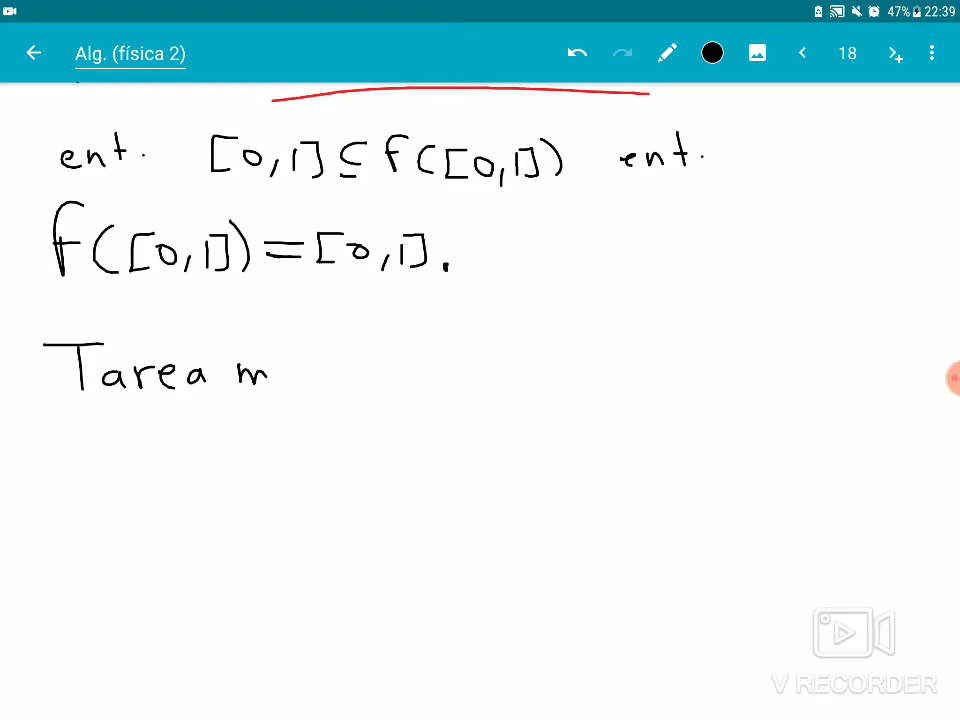 47% 22:39
Alg. (física 2)
18
ent. [0,1] ⊆ f([0,1]) ent.
f([0,1]) = [0,1].
Tarea m
V RECORDER